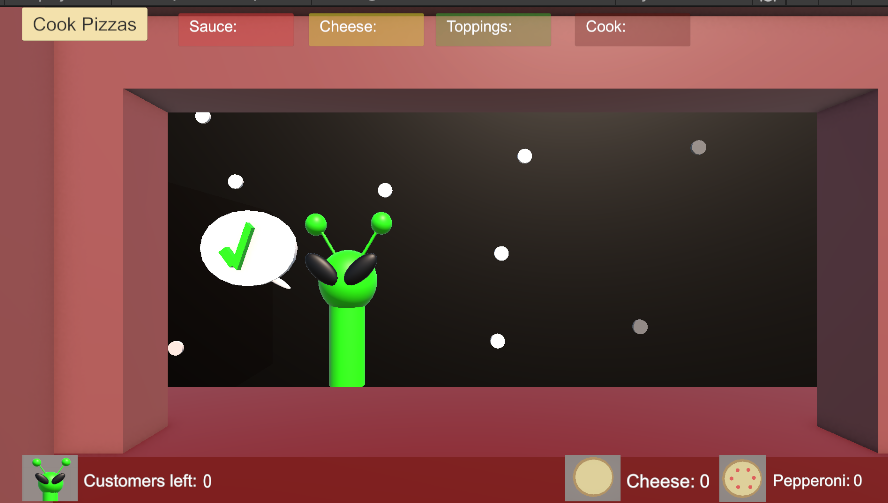 Cook Pizzas
Sauce:
Cheese:
Toppings:
Cook:
Customers left: 0
Cheese: 0
Pepperoni: 0